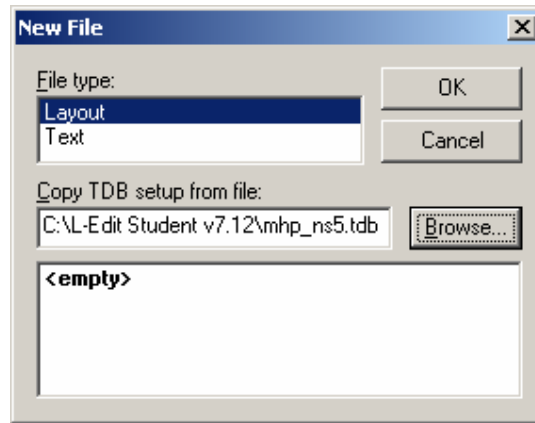 New File
File type:
Layout
Text
OK
Cancel
Copy TDB setup from file:
C:\L-Edit Student v7.12\mhp_ns5.tdb
Browse...
<empty>